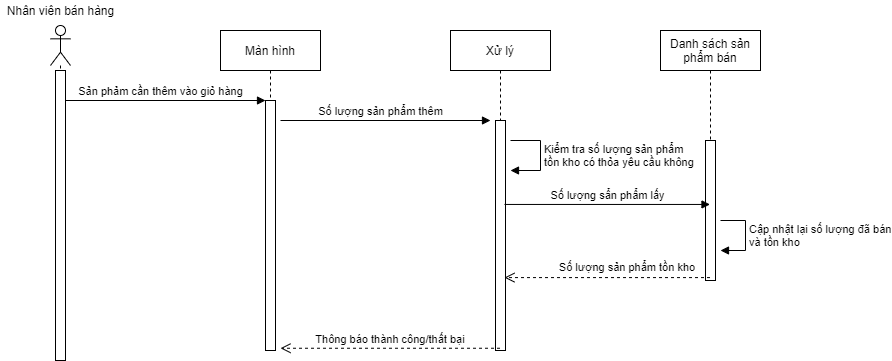 Nhân viên bán hàng
Màn hình
Xử lý
Danh sách sản
phẩm bán
Sản phảm cần thêm vào giỏ hàng
Số lượng sản phẩm thêm
Kiểm tra số lượng sản phẩm
tồn kho có thỏa yêu cầu không
Số lượng sẩn phẩm lấy
Cập nhật lại số lượng đã bán
và tồn kho
Số lượng sản phẩm tồn kho
Thông báo thành công/thất bại